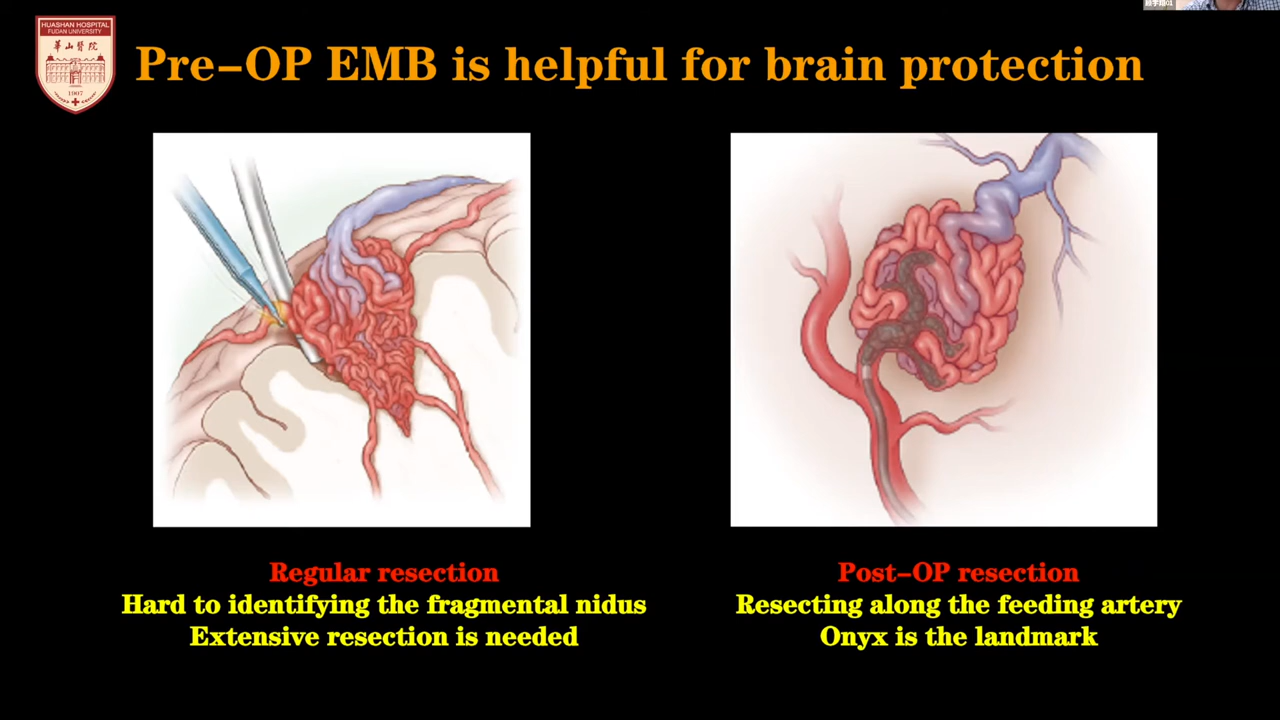 HUASHAN HOSPITAL
FUDAN UNIVERSITY
華山醫院
1907
Pre-OP EMB is helpful for brain protection
Regular resection
Hard to identifying the fragmental nidus
Extensive resection is needed
Post-OP resection
Resecting along the feeding artery
Onyx is the landmark